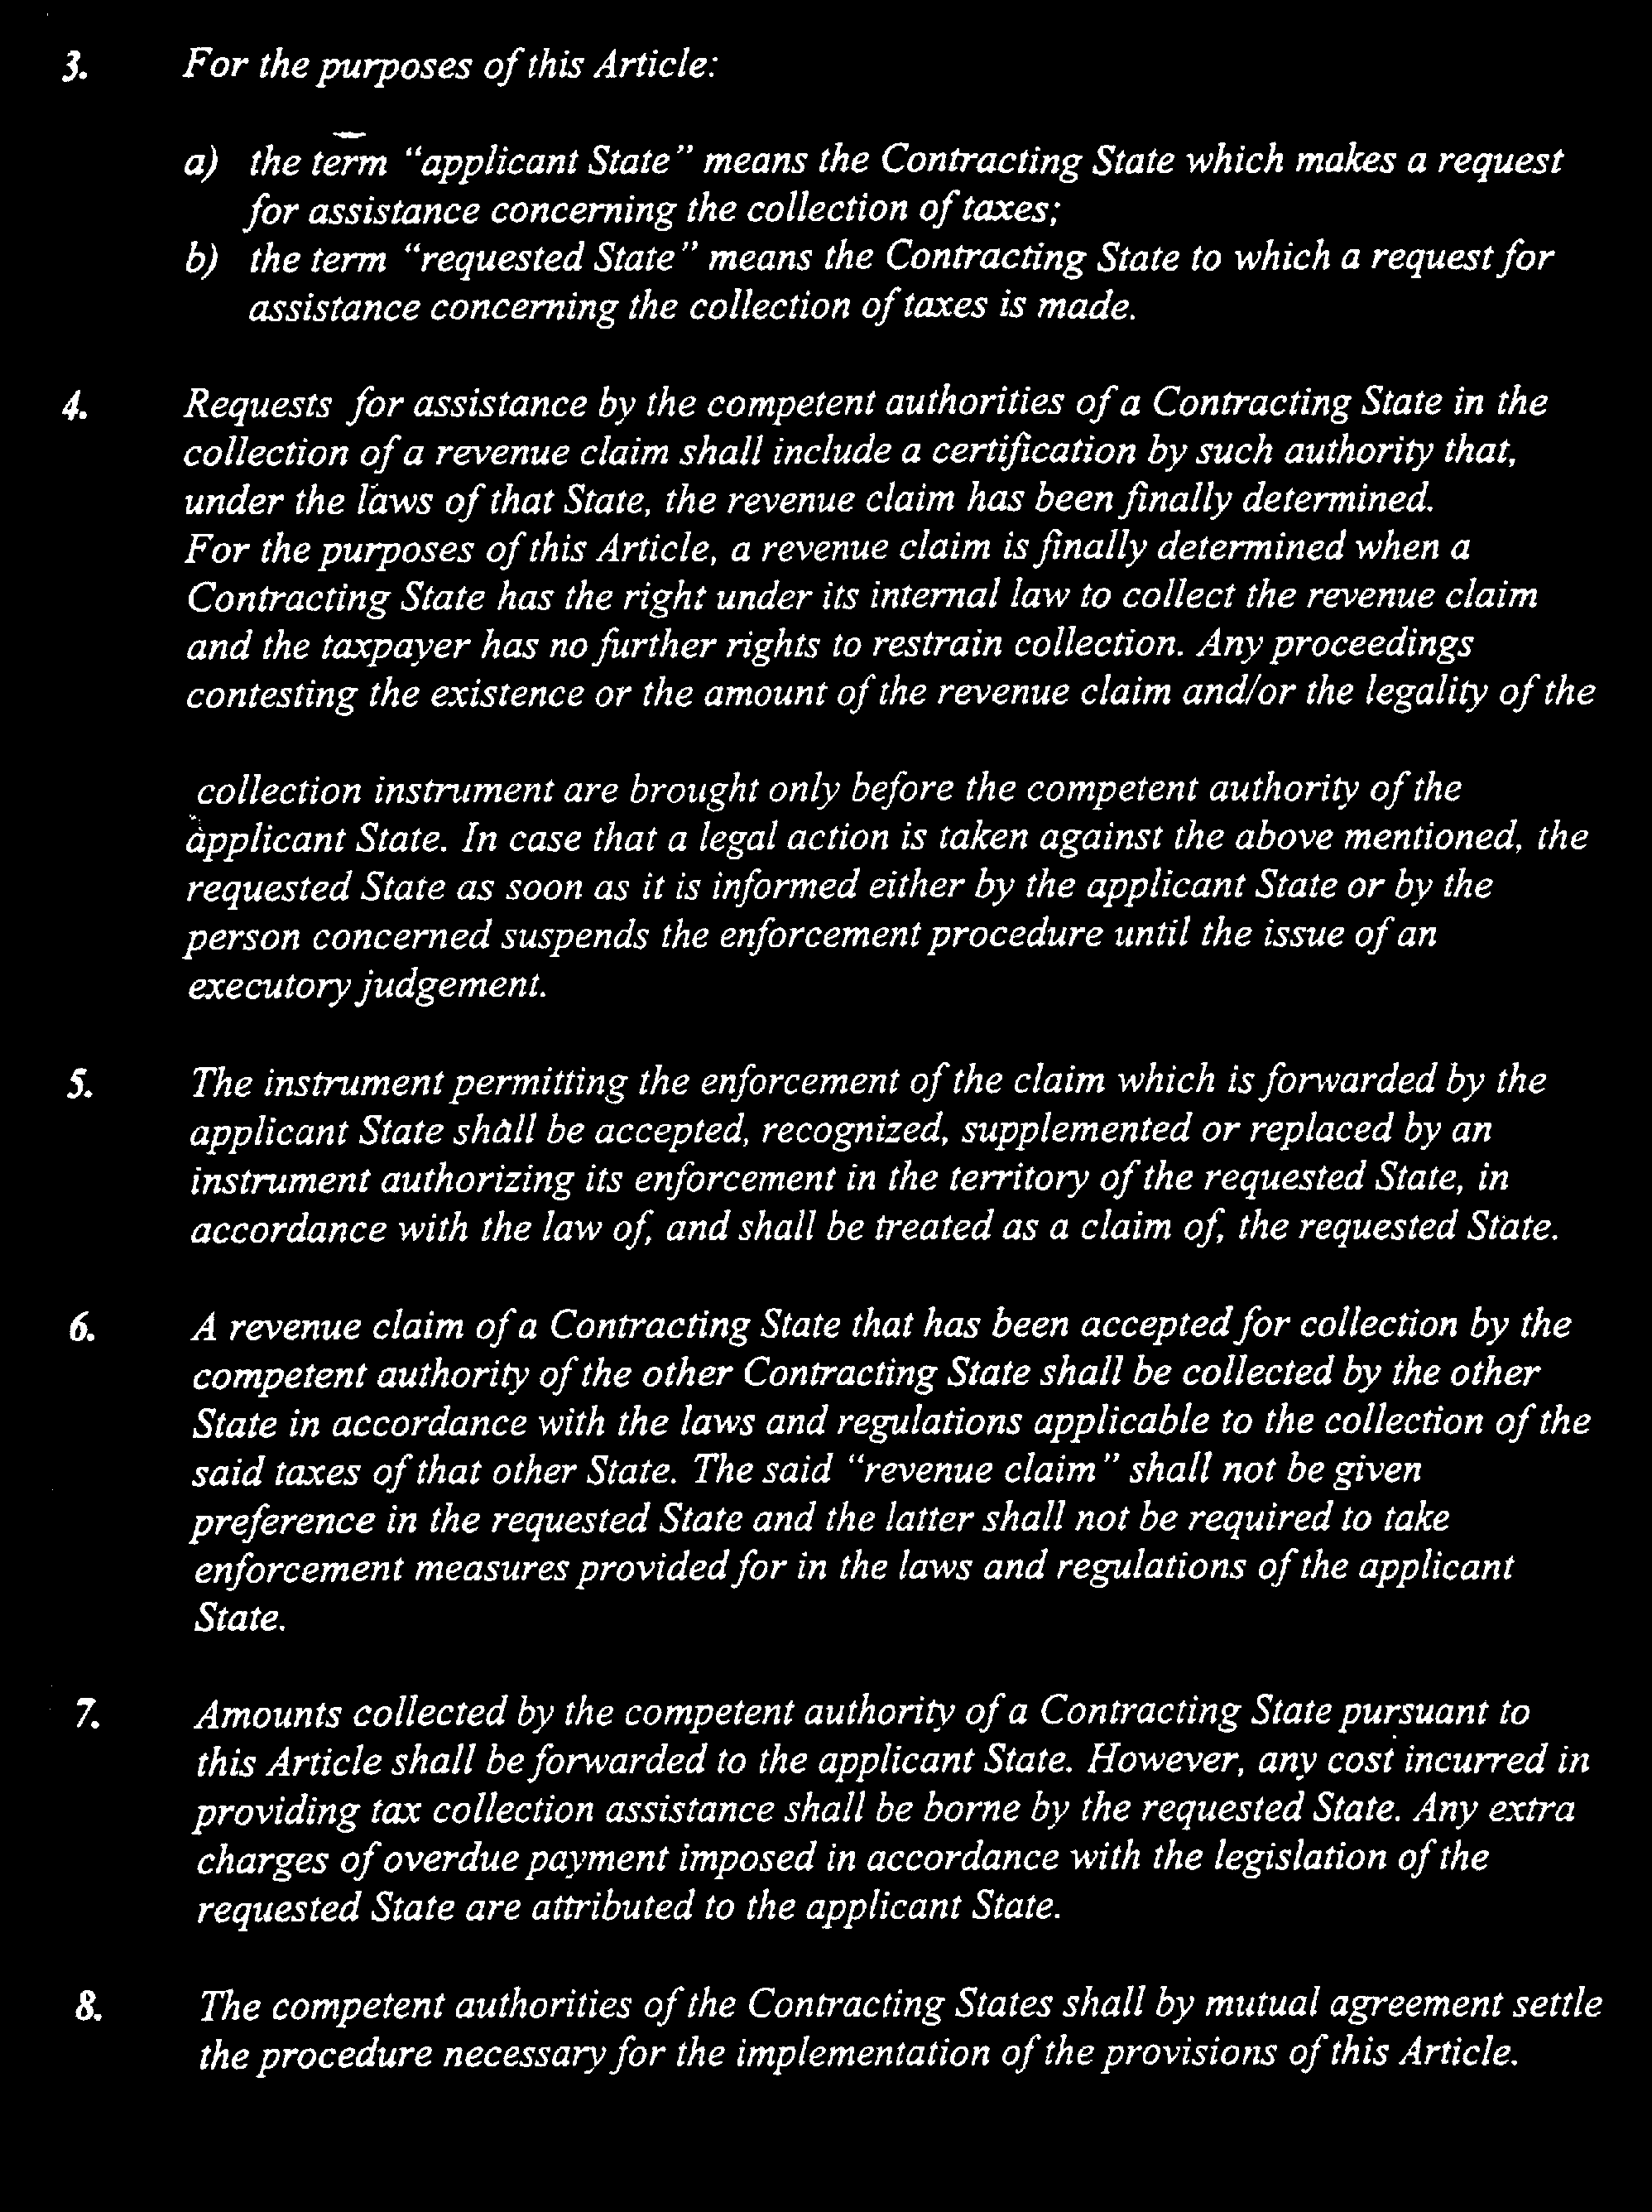 3. For the purposes of this Article:
a) the term "applicant State" means the Contracting State which makes a request
for assistance concerning the collection of taxes;
b) the term "requested State" means the Contracting State to which a request for
assistance concerning the collection of taxes is made.
4. Requests for assistance by the competent authorities of a Contracting State in the
collection of a revenue claim shall include a certification by such authority that,
under the laws of that State, the revenue claim has been finally determined.
For the purposes of this Article, a revenue claim is finally determined when a
Contracting State has the right under its internal law to collect the revenue claim
and the taxpayer has no further rights to restrain collection. Any proceedings
contesting the existence or the amount of the revenue claim and/or the legality of the
collection instrument are brought only before the competent authority of the
applicant State. In case that a legal action is taken against the above mentioned, the
requested State as soon as it is informed either by the applicant State or by the
person concerned suspends the enforcement procedure until the issue of an
executory judgement.
5. The instrument permitting the enforcement of the claim which is forwarded by the
applicant State shall be accepted, recognized, supplemented or replaced by an
instrument authorizing its enforcement in the territory of the requested State, in
accordance with the law of, and shall be treated as a claim of, the requested State.
6. A revenue claim of a Contracting State that has been accepted for collection by the
competent authority of the other Contracting State shall be collected by the other
State in accordance with the laws and regulations applicable to the collection of the
said taxes of that other State. The said "revenue claim" shall not be given
preference in the requested State and the latter shall not be required to take
enforcement measures provided for in the laws and regulations of the applicant
State.
7. Amounts collected by the competent authority of a Contracting State pursuant to
this Article shall be forwarded to the applicant State. However, any cost incurred in
providing tax collection assistance shall be borne by the requested State. Any extra
charges of overdue payment imposed in accordance with the legislation of the
requested State are attributed to the applicant State.
8. The competent authorities of the Contracting States shall by mutual agreement settle
the procedure necessary for the implementation of the provisions of this Article.